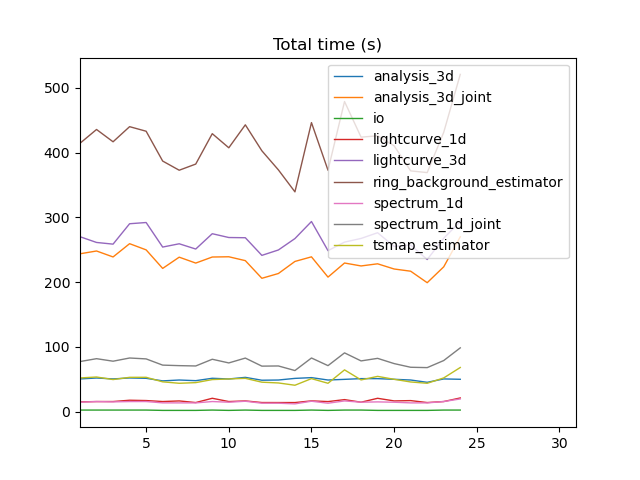 Total time (s)
500
400
300
200
100
0
5
10
15
20
25
30
analysis_3d
analysis_3d_joint
io
lightcurve_1d
lightcurve_3d
ring_background_estimator
spectrum_1d
spectrum_1d_joint
tsmap_estimator